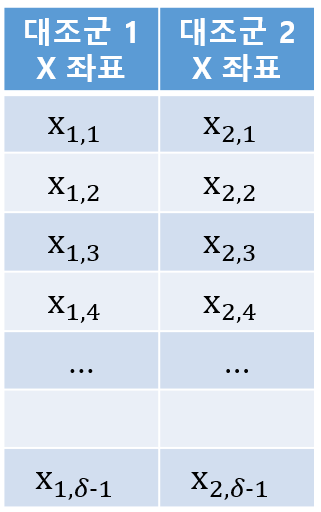 대조군 1 대조군 2
X 좌표 X 좌표
x1,1 x2,1
x1,2 x2,2
x1,3 x2,3
x1,4 x2,4
... ...
x1,δ-1 x2,δ-1